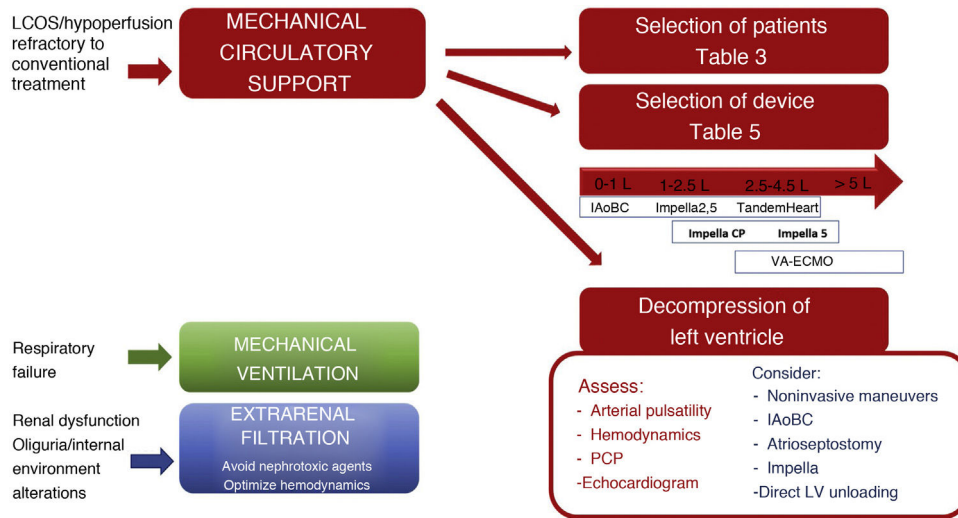 LCOS/hypoperfusion
refractory to
conventional
treatment
MECHANICAL
CIRCULATORY
SUPPORT
Selection of patients
Table 3
Selection of device
Table 5
0-1 L 1-2.5 L 2.5-4.5 L > 5 L
IAoBC Impella2,5 TandemHeart
Impella CP Impella 5
VA-ECMO
Decompression of
left ventricle
Assess:
- Arterial pulsatility
- Hemodynamics
- PCP
-Echocardiogram
Consider:
- Noninvasive maneuvers
- IAoBC
- Atrioseptostomy
- Impella
-Direct LV unloading
Respiratory
failure
MECHANICAL
VENTILATION
Renal dysfunction
Oliguria/internal
environment
alterations
EXTRARENAL
FILTRATION
Avoid nephrotoxic agents
Optimize hemodynamics